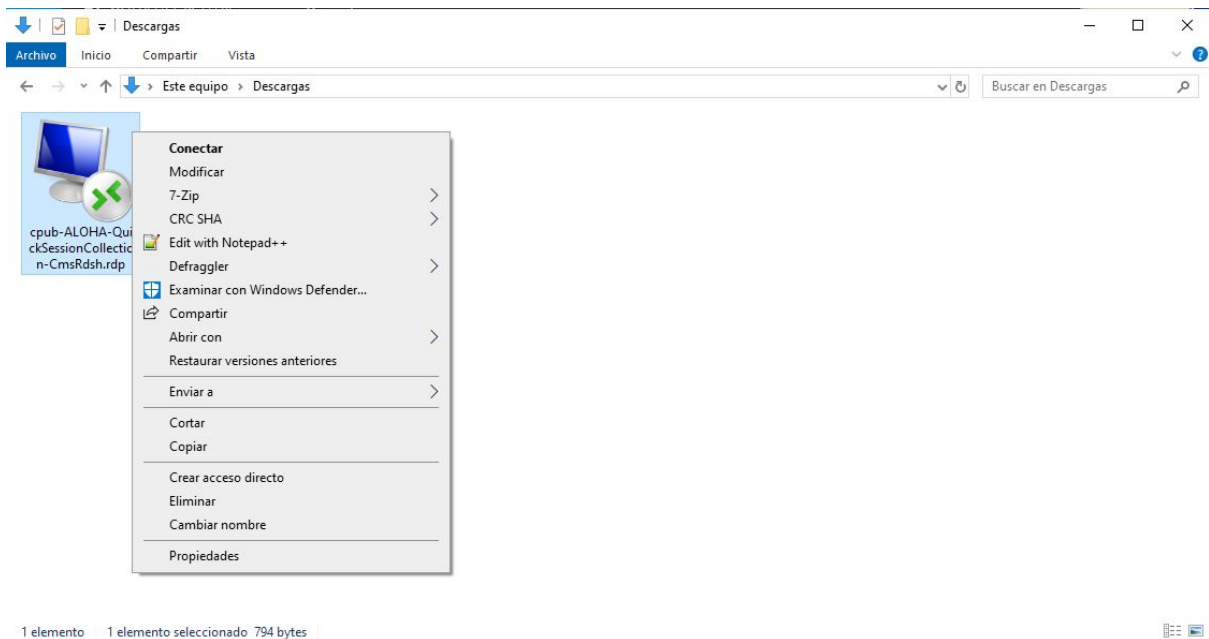 Descargas
Archivo Inicio Compartir Vista
Este equipo > Descargas Buscar en Descargas
cpub-ALOHA-Qui
ckSessionCollectio
n-CmsRdsh.rdp
Conectar
Modificar
7-Zip
CRC SHA
Edit with Notepad++
Defraggler
Examinar con Windows Defender...
Compartir
Abrir con
Restaurar versiones anteriores
Enviar a
Cortar
Copiar
Crear acceso directo
Eliminar
Cambiar nombre
Propiedades
1 elemento 1 elemento seleccionado 794 bytes